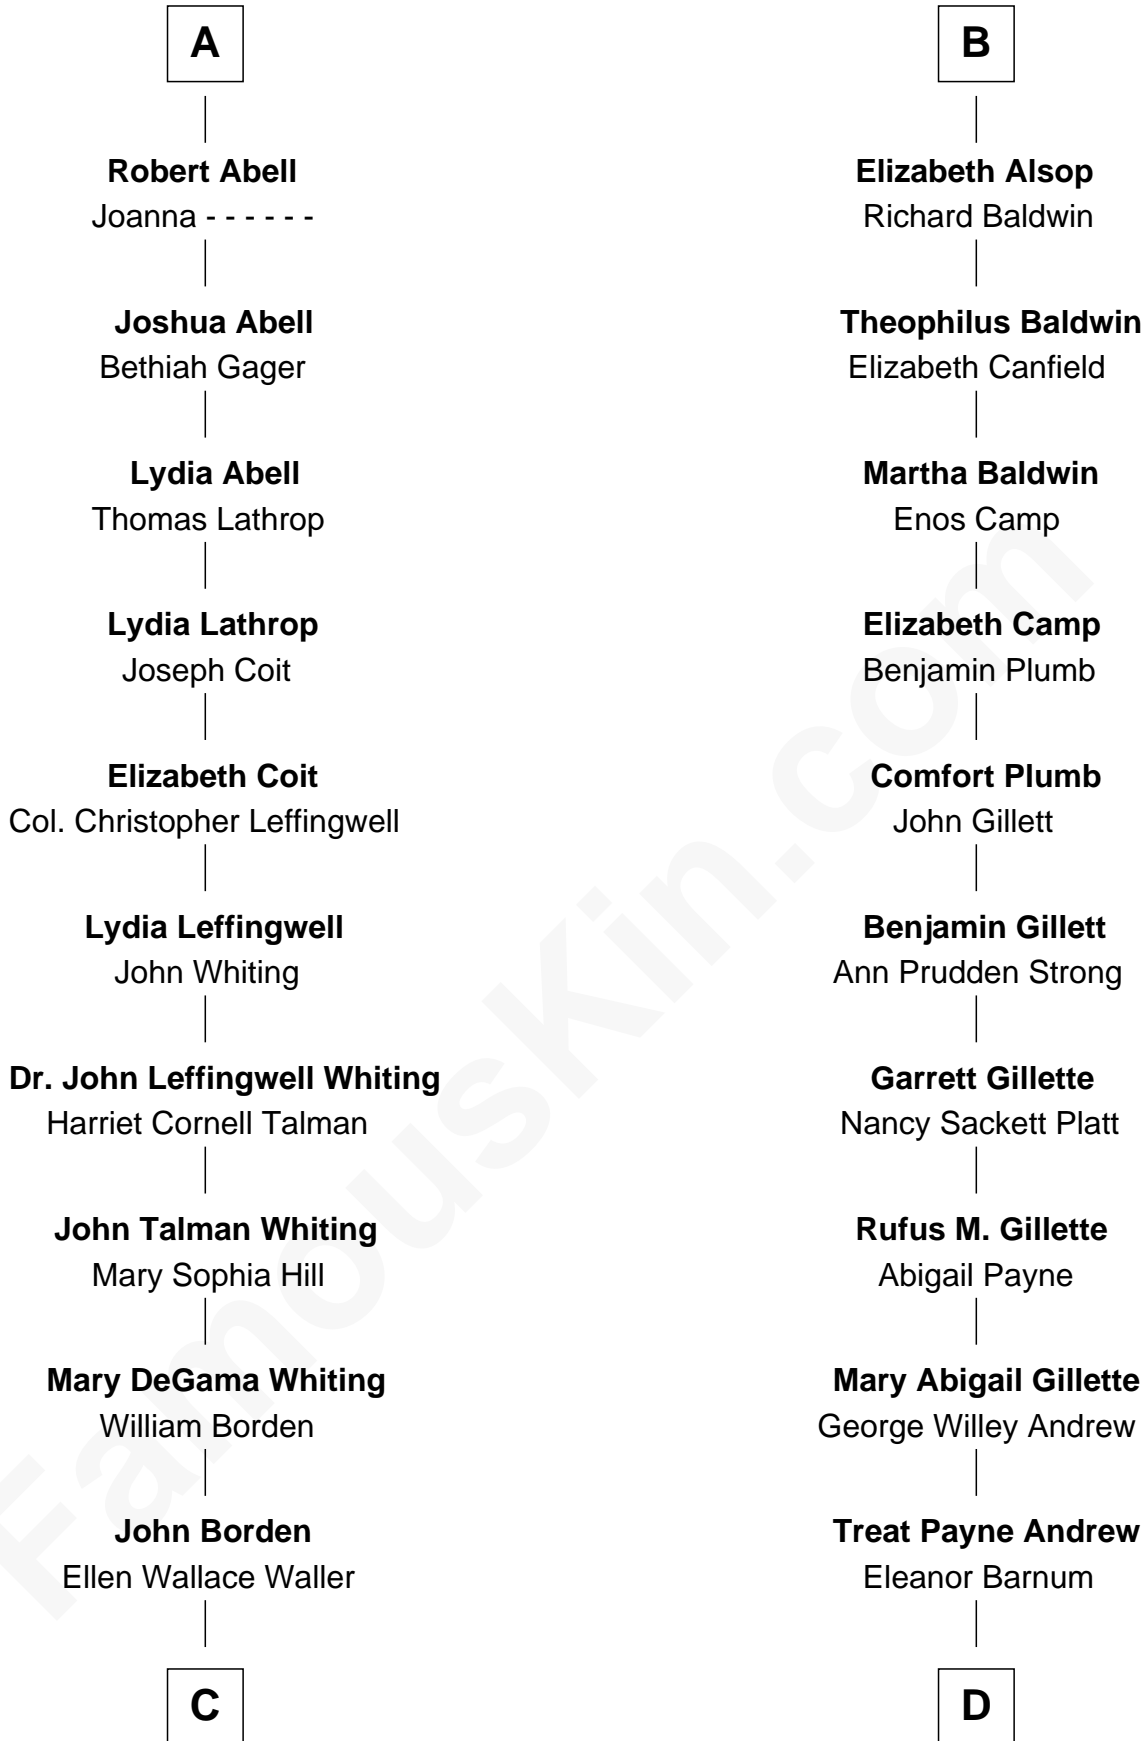 A
Robert Abell
Joanna - - - - - -
Joshua Abell
Bethiah Gager
Lydia Abell
Thomas Lathrop
Lydia Lathrop
Joseph Coit
Elizabeth Coit
Col. Christopher Leffingwell
Lydia Leffingwell
John Whiting
Dr. John Leffingwell Whiting
Harriet Cornell Talman
John Talman Whiting
Mary Sophia Hill
Mary DeGama Whiting
William Borden
John Borden
Ellen Wallace Waller
C
B
Elizabeth Alsop
Richard Baldwin
Theophilus Baldwin
Elizabeth Canfield
Martha Baldwin
Enos Camp
Elizabeth Camp
Benjamin Plumb
Comfort Plumb
John Gillett
Benjamin Gillett
Ann Prudden Strong
Garrett Gillette
Nancy Sackett Platt
Rufus M. Gillette
Abigail Payne
Mary Abigail Gillette
George Willey Andrew
Treat Payne Andrew
Eleanor Barnum
D
FamousKin.com